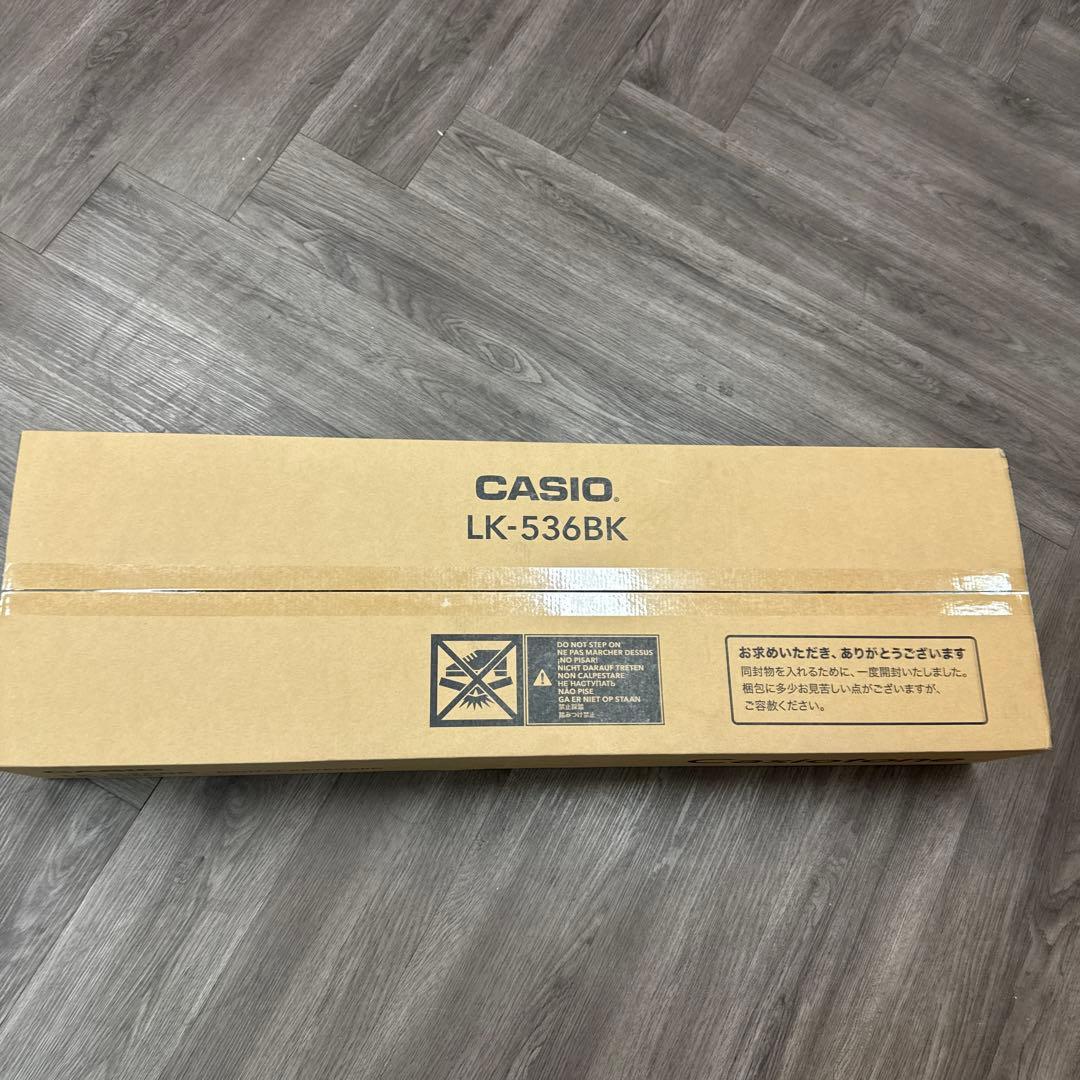 CASIO®
LK-536BK
DO NOT STEP ON
NE PAS MARCHER DESSUS
¡NO PISAR!
NICHT DARAUF TRETEN
NON CALPESTARE
НЕ НАСТУПАТЬ
NÃO PISE
GA ER NIET OP STAAN
禁止踩踏
踏みつけ禁止
お求めいただき、ありがとうございます
同封物を入れるために、一度開封いたしました。
梱包に多少お見苦しい点がございますが、
ご容赦ください。
Casiotone